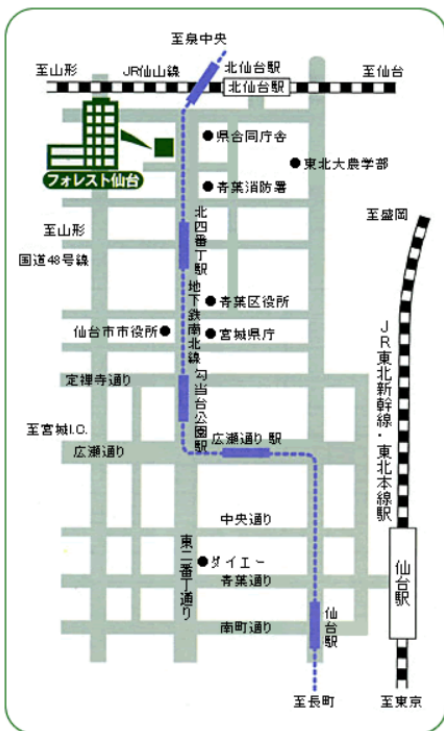 至泉中央
至山形
JR仙山線
北仙台駅
北仙台駅
至仙台
県合同庁舎
東北大農学部
フォレスト仙台
青葉消防署
至盛岡
至山形
北四番丁駅
国道48号線
地下鉄南北線
青葉区役所
仙台市市役所
宮城県庁
JR東北新幹線・東北本線駅
定禅寺通り
勾当台公園駅
至宮城I.C.
広瀬通り
広瀬通り 駅
中央通り
東二番丁通り
ダイエー
青葉通り
仙台駅
仙台駅
南町通り
至長町
至東京